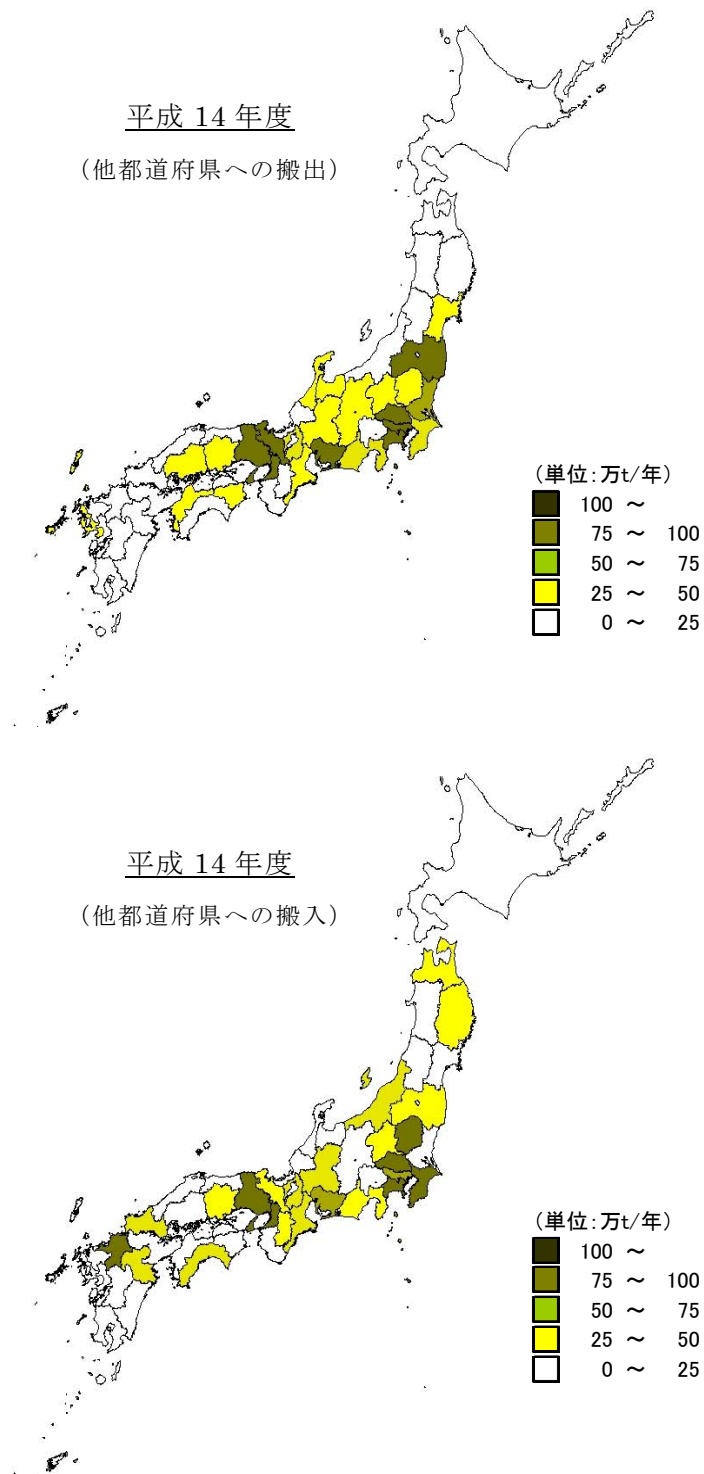 平成 14 年度
(他都道府県への搬出)
(単位:万t/年)
100 ～
75 ～ 100
50 ～ 75
25 ～ 50
0 ～ 25
平成 14 年度
(他都道府県への搬入)
(単位:万t/年)
100 ～
75 ～ 100
50 ～ 75
25 ～ 50
0 ～ 25